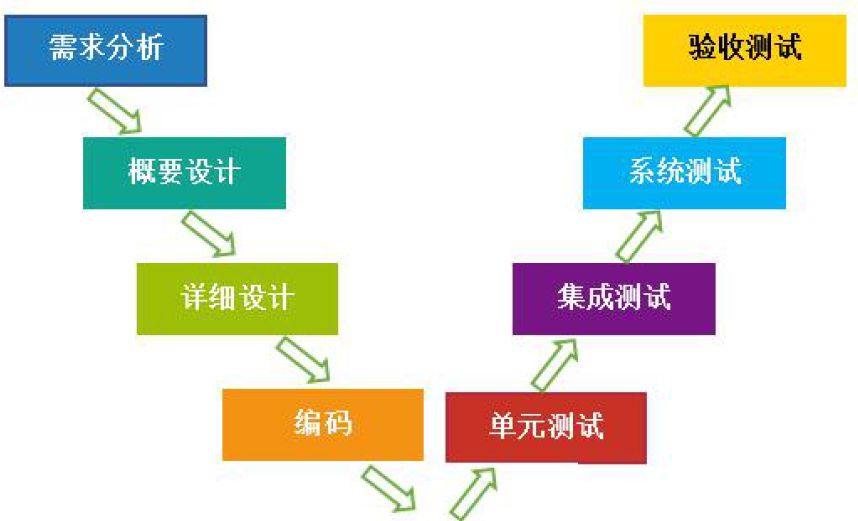 需求分析
验收测试
概要设计
系统测试
详细设计
集成测试
编码
单元测试